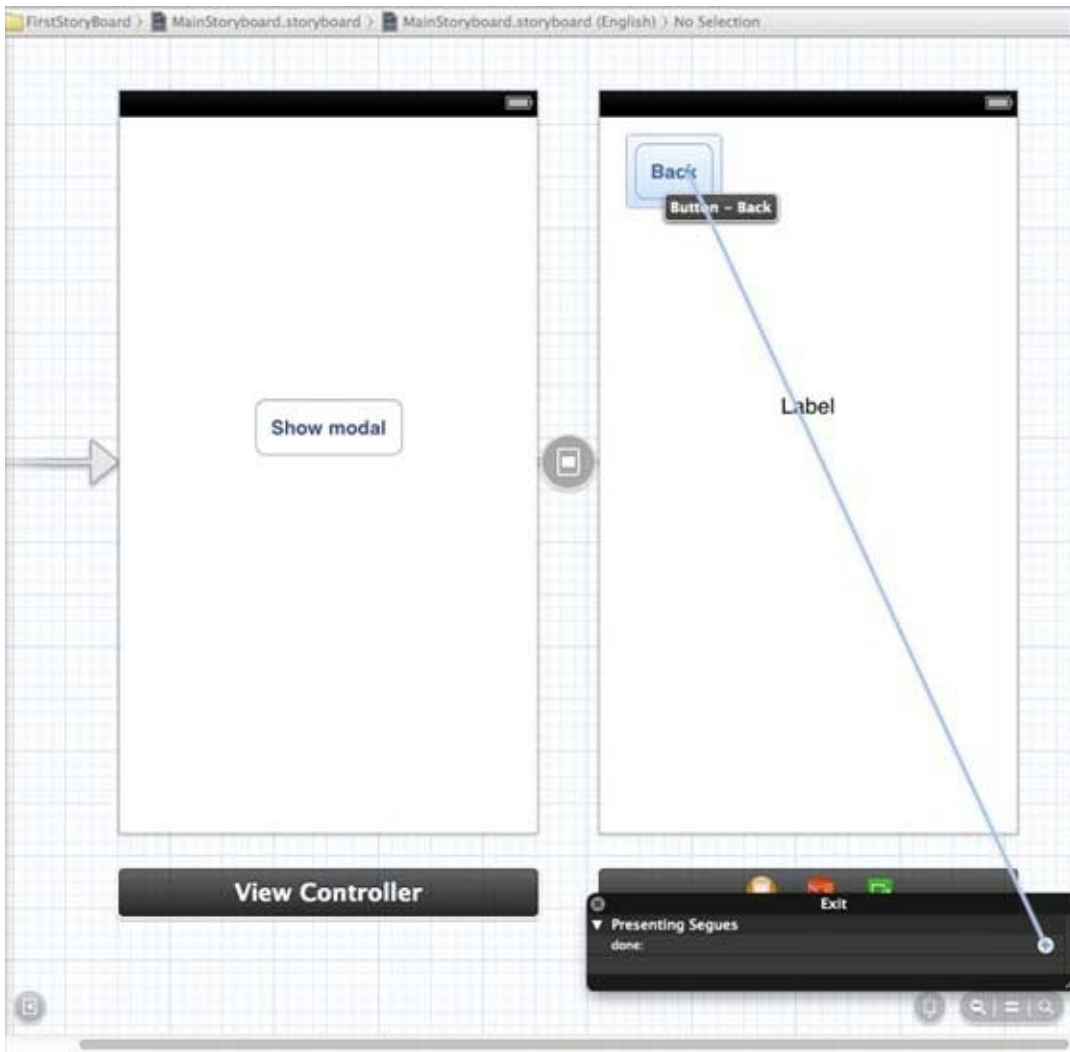 FirstStoryBoard > MainStoryboard.storyboard > MainStoryboard.storyboard (English) > No Selection
Back
Button - Back
Label
Show modal
View Controller
Exit
Presenting Segues
done: